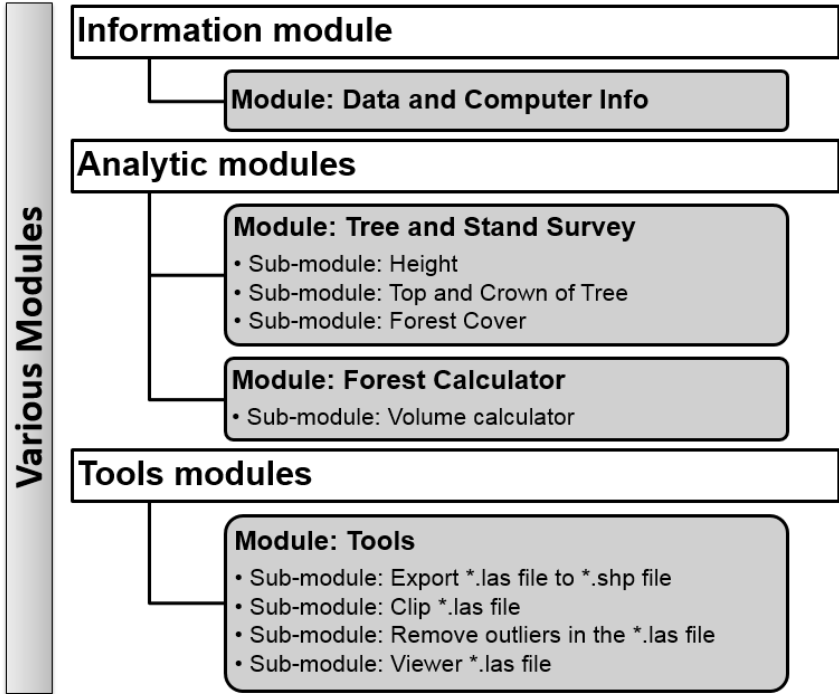 Various Modules
Information module
Module: Data and Computer Info
Analytic modules
Module: Tree and Stand Survey
• Sub-module: Height
• Sub-module: Top and Crown of Tree
• Sub-module: Forest Cover
Module: Forest Calculator
• Sub-module: Volume calculator
Tools modules
Module: Tools
• Sub-module: Export *.las file to *.shp file
• Sub-module: Clip *.las file
• Sub-module: Remove outliers in the *.las file
• Sub-module: Viewer *.las file